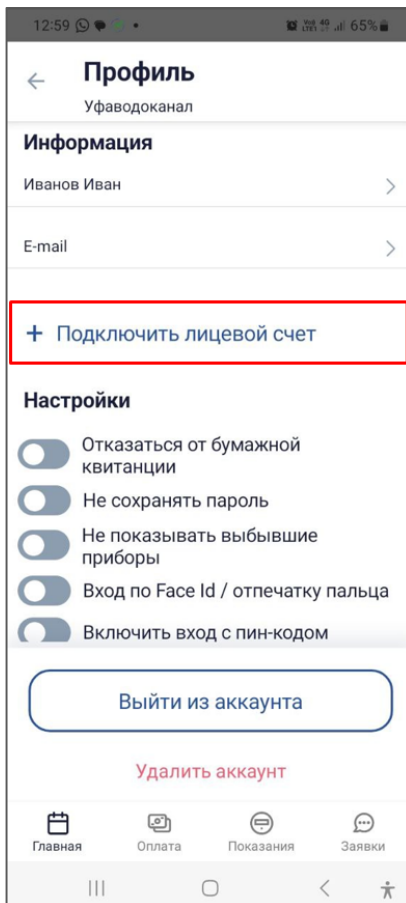 12:59
65%
Профиль
Уфаводоканал
Информация
Иванов Иван
E-mail
+ Подключить лицевой счет
Настройки
Отказаться от бумажной
квитанции
Не сохранять пароль
Не показывать выбывшие
приборы
Вход по Face Id / отпечатку пальца
Включить вход с пин-кодом
Выйти из аккаунта
Удалить аккаунт
Главная Оплата Показания Заявки